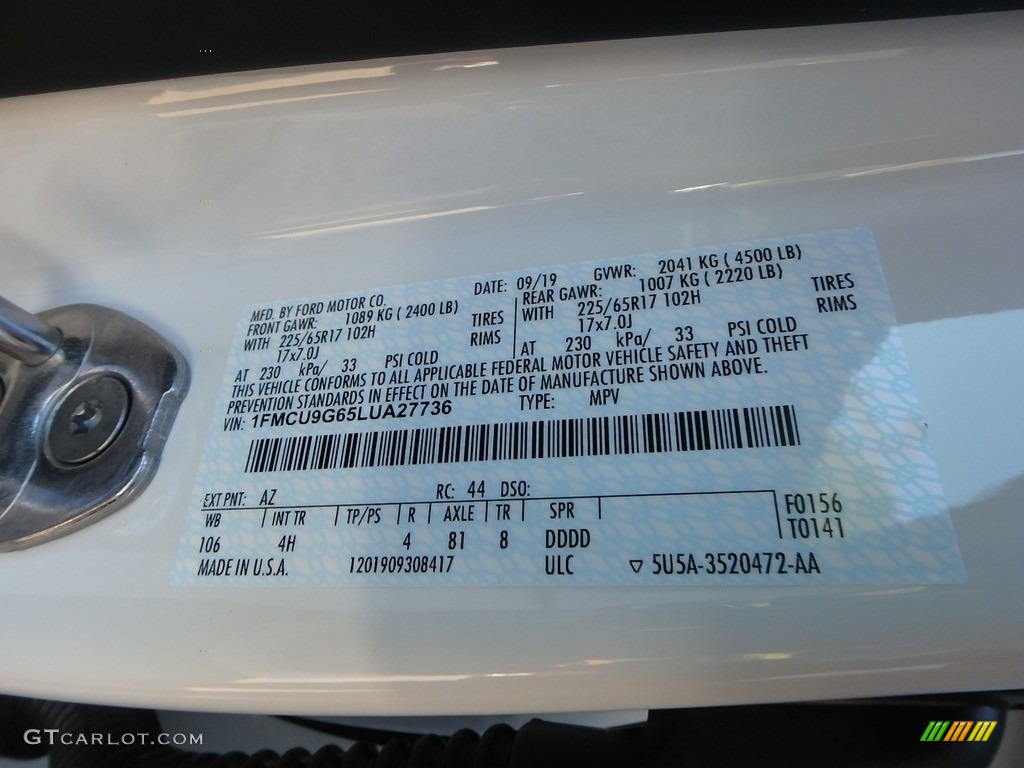 MFD. BY FORD MOTOR CO. DATE: 09/19 GVWR: 2041 KG ( 4500 LB)
FRONT GAWR: 1089 KG ( 2400 LB) REAR GAWR: 1007 KG ( 2220 LB)
WITH 225/65R17 102H TIRES WITH 225/65R17 102H TIRES
17x7.0J RIMS 17x7.0J RIMS
AT 230 kPa/ 33 PSI COLD AT 230 kPa/ 33 PSI COLD
THIS VEHICLE CONFORMS TO ALL APPLICABLE FEDERAL MOTOR VEHICLE SAFETY AND THEFT
PREVENTION STANDARDS IN EFFECT ON THE DATE OF MANUFACTURE SHOWN ABOVE.
VIN: 1FMCU9G65LUA27736 TYPE: MPV
EXT PNT: AZ RC: 44 DSO:
WB INT TR TP/PS R AXLE TR SPR F0156
106 4H 4 81 8 DDDD T0141
MADE IN U.S.A. 1201909308417 ULC 5U5A-3520472-AA
GTCARLOT.COM